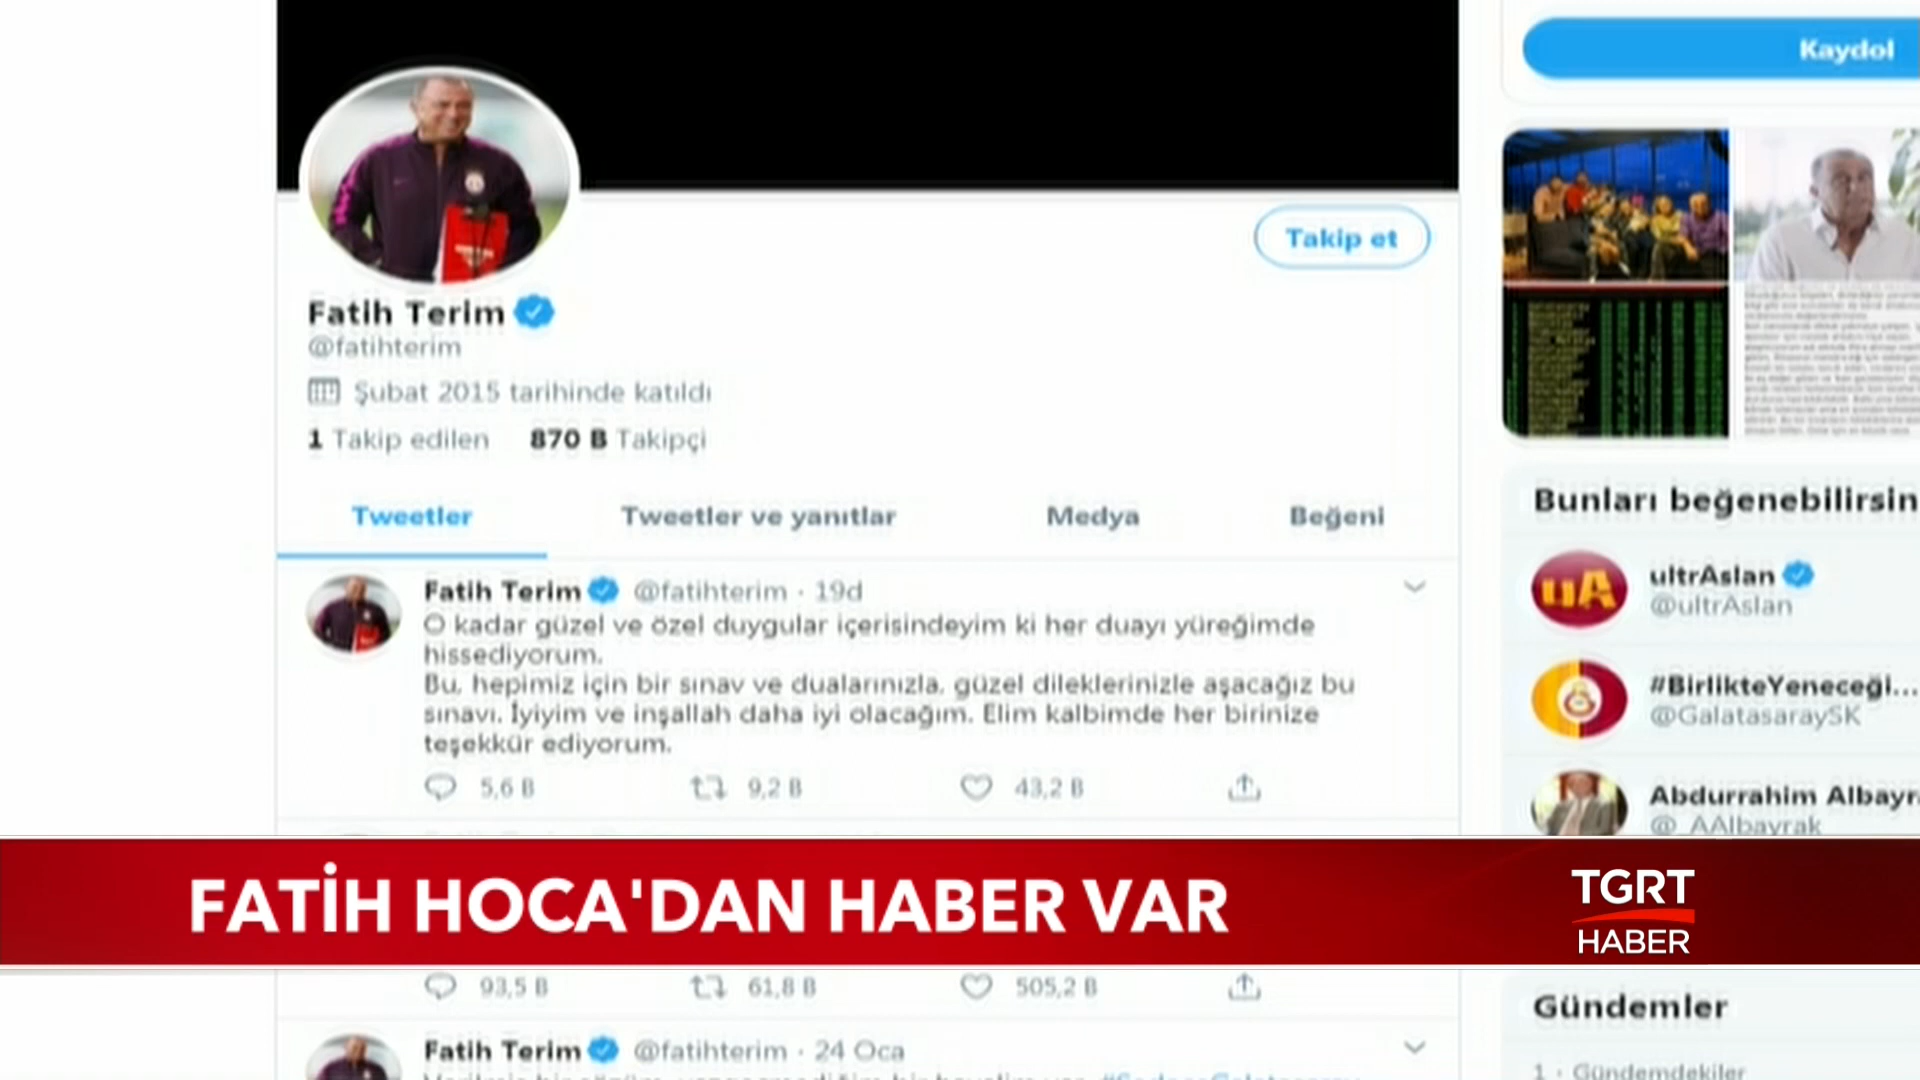 Kaydol
Takip et
Fatih Terim
@fatihterim
Şubat 2015 tarihinde katıldı
1 Takip edilen 870 B Takipçi
Tweetler Tweetler ve yanıtlar Medya Beğeni
Fatih Terim @fatihterim · 19d
O kadar güzel ve özel duygular içerisindeyim ki her duayı yüreğimde
hissediyorum.
Bu, hepimiz için bir sınav ve dualarınızla, güzel dileklerinizle aşacağız bu
sınavı. İyiyim ve inşallah daha iyi olacağım. Elim kalbimde her birinize
teşekkür ediyorum.
5,6 B 9,2 B 43,2 B
Bunları beğenebilirsin
uA
ultrAslan
@ultrAslan
#BirlikteYeneceği...
@GalatasaraySK
Abdurrahim Albayr
@_AAlbayrak
FATİH HOCA'DAN HABER VAR
TGRT
HABER
93,5 B 61,8 B 505,2 B
Fatih Terim @fatihterim · 24 Oca
Gündemler
1 · Gündemdekiler